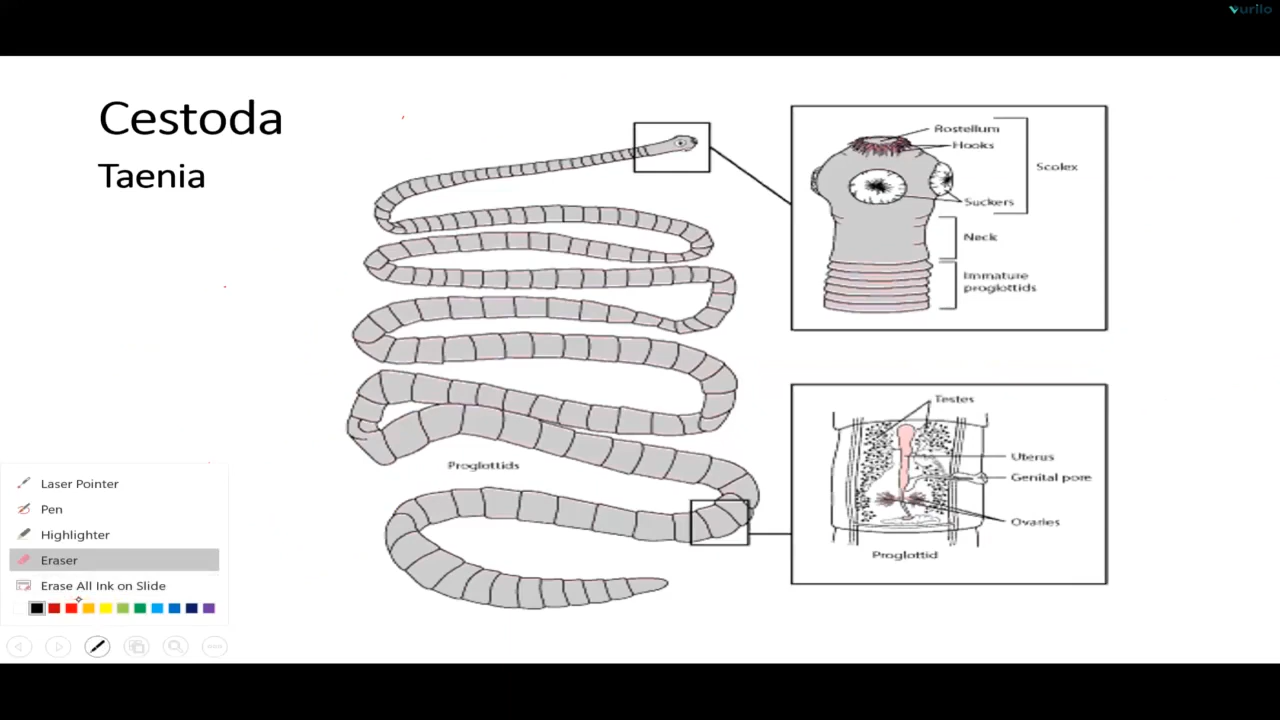 vurilo
Cestoda
Taenia
Rostellum
Hooks
Scolex
Suckers
Neck
Immature
proglottids
Proglottids
Testes
Uterus
Genital pore
Ovaries
Proglottid
Laser Pointer
Pen
Highlighter
Eraser
Erase All Ink on Slide